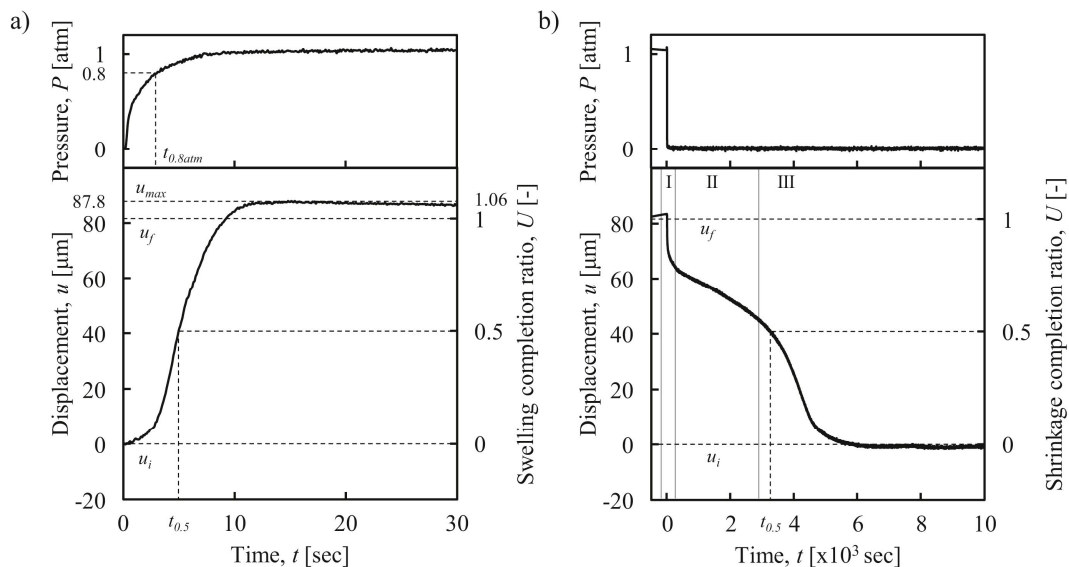 a)
Pressure, P [atm]
1
0.8
0
t0.8atm
Displacement, u [μm]
87.8
80
60
40
20
0
-20
umax
uf
ui
1.06
1
0.5
0
Swelling completion ratio, U [-]
t0.5
0
10
20
30
Time, t [sec]
b)
Pressure, P [atm]
1
0
I
II
III
Displacement, u [μm]
80
60
40
20
0
-20
uf
ui
1
0.5
0
Shrinkage completion ratio, U [-]
0
2
t0.5
4
6
8
10
Time, t [x10³ sec]